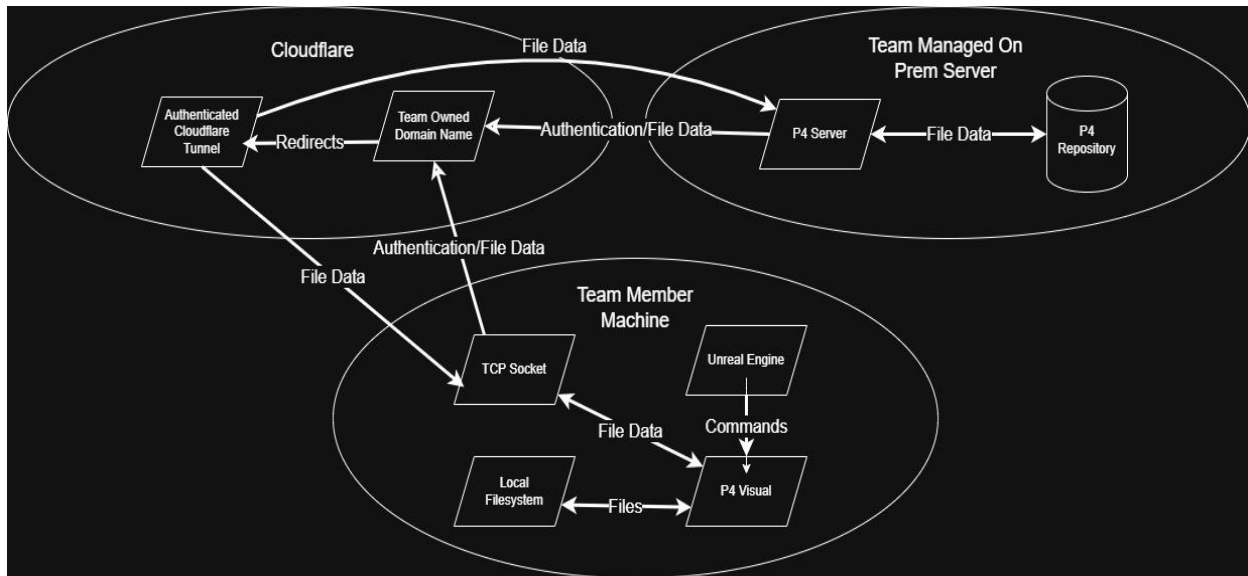 Cloudflare
File Data
Team Managed On
Prem Server
Authenticated
Cloudflare
Tunnel
Redirects
Team Owned
Domain Name
Authentication/File Data
P4 Server
File Data
P4
Repository
Authentication/File Data
File Data
Team Member
Machine
TCP Socket
Unreal Engine
File Data
Commands
Local
Filesystem
Files
P4 Visual